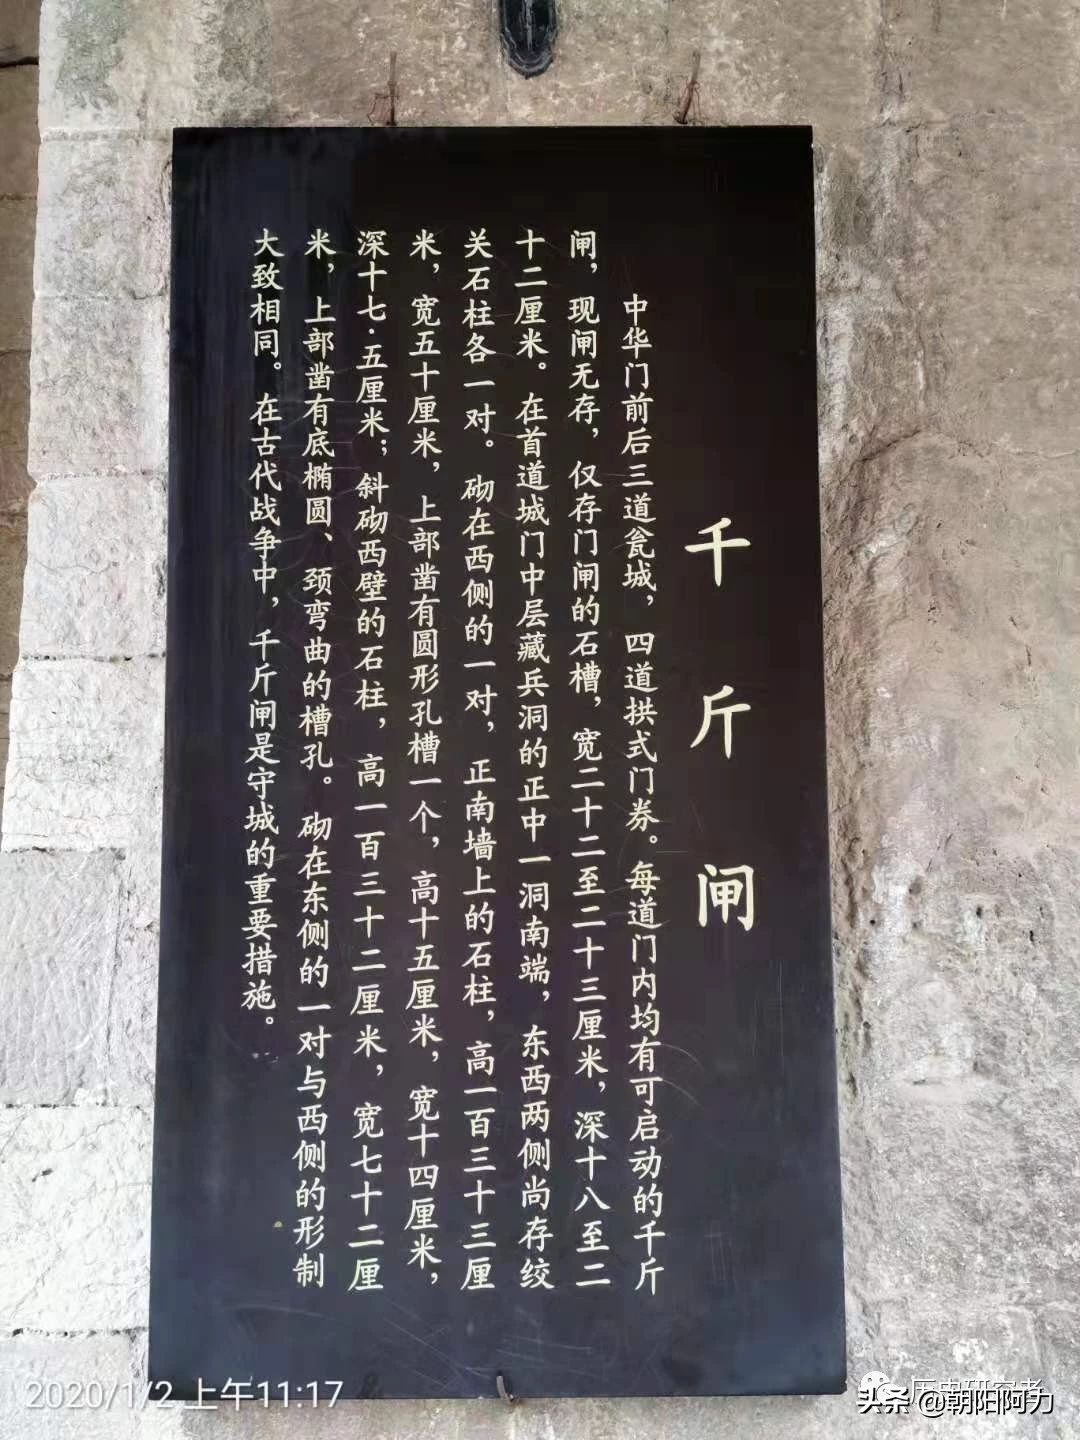 千斤闸
中华门前后三道瓮城，四道拱式门券。每道门内均有可启动的千斤
闸，现闸无存，仅存门闸的石槽，宽二十二至二十三厘米，深十八至二
十二厘米。在首道城门中层藏兵洞的正中一洞南端，东西两侧尚存绞
关石柱各一对。砌在西侧的一对，正南墙上的石柱，高一百三十三厘
米，宽五十厘米，上部凿有圆形孔槽一个，高十五厘米，宽十四厘米，
深十七·五厘米；斜砌西壁的石柱，高一百三十二厘米，宽七十二厘
米，上部凿有底椭圆、颈弯曲的槽孔。砌在东侧的一对与西侧的形制
大致相同。在古代战争中，千斤闸是守城的重要措施。
2020/1/2 上午11:17
历史研究者
头条 @朝阳阿力